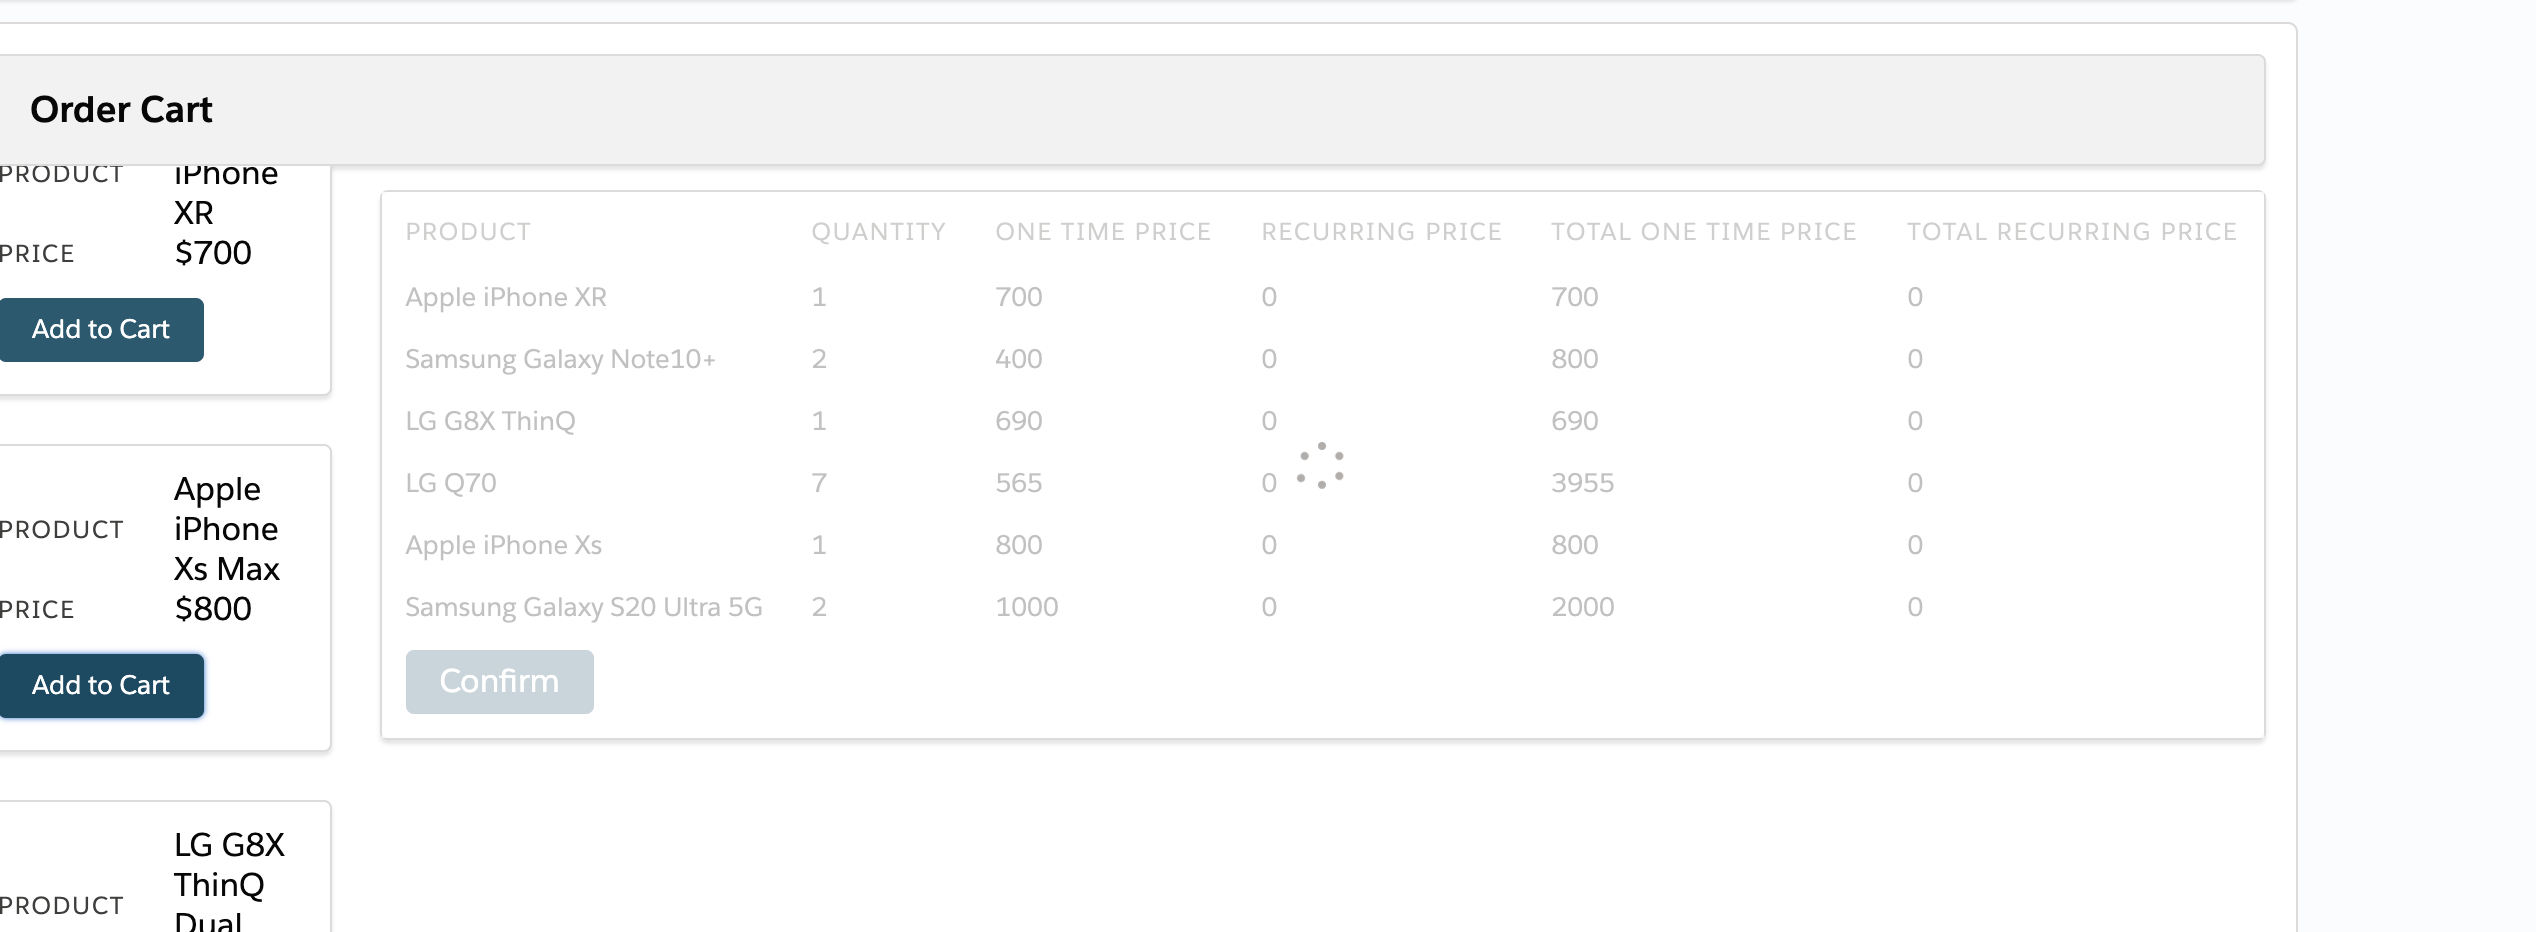 Order Cart
PRODUCT
iPhone
XR
PRICE
$700
Add to Cart
PRODUCT
Apple
iPhone
Xs Max
PRICE
$800
Add to Cart
PRODUCT
LG G8X
ThinQ
Dual
PRODUCT QUANTITY ONE TIME PRICE RECURRING PRICE TOTAL ONE TIME PRICE TOTAL RECURRING PRICE
Apple iPhone XR 1 700 0 700 0
Samsung Galaxy Note10+ 2 400 0 800 0
LG G8X ThinQ 1 690 0 690 0
LG Q70 7 565 0 3955 0
Apple iPhone Xs 1 800 0 800 0
Samsung Galaxy S20 Ultra 5G 2 1000 0 2000 0
Confirm